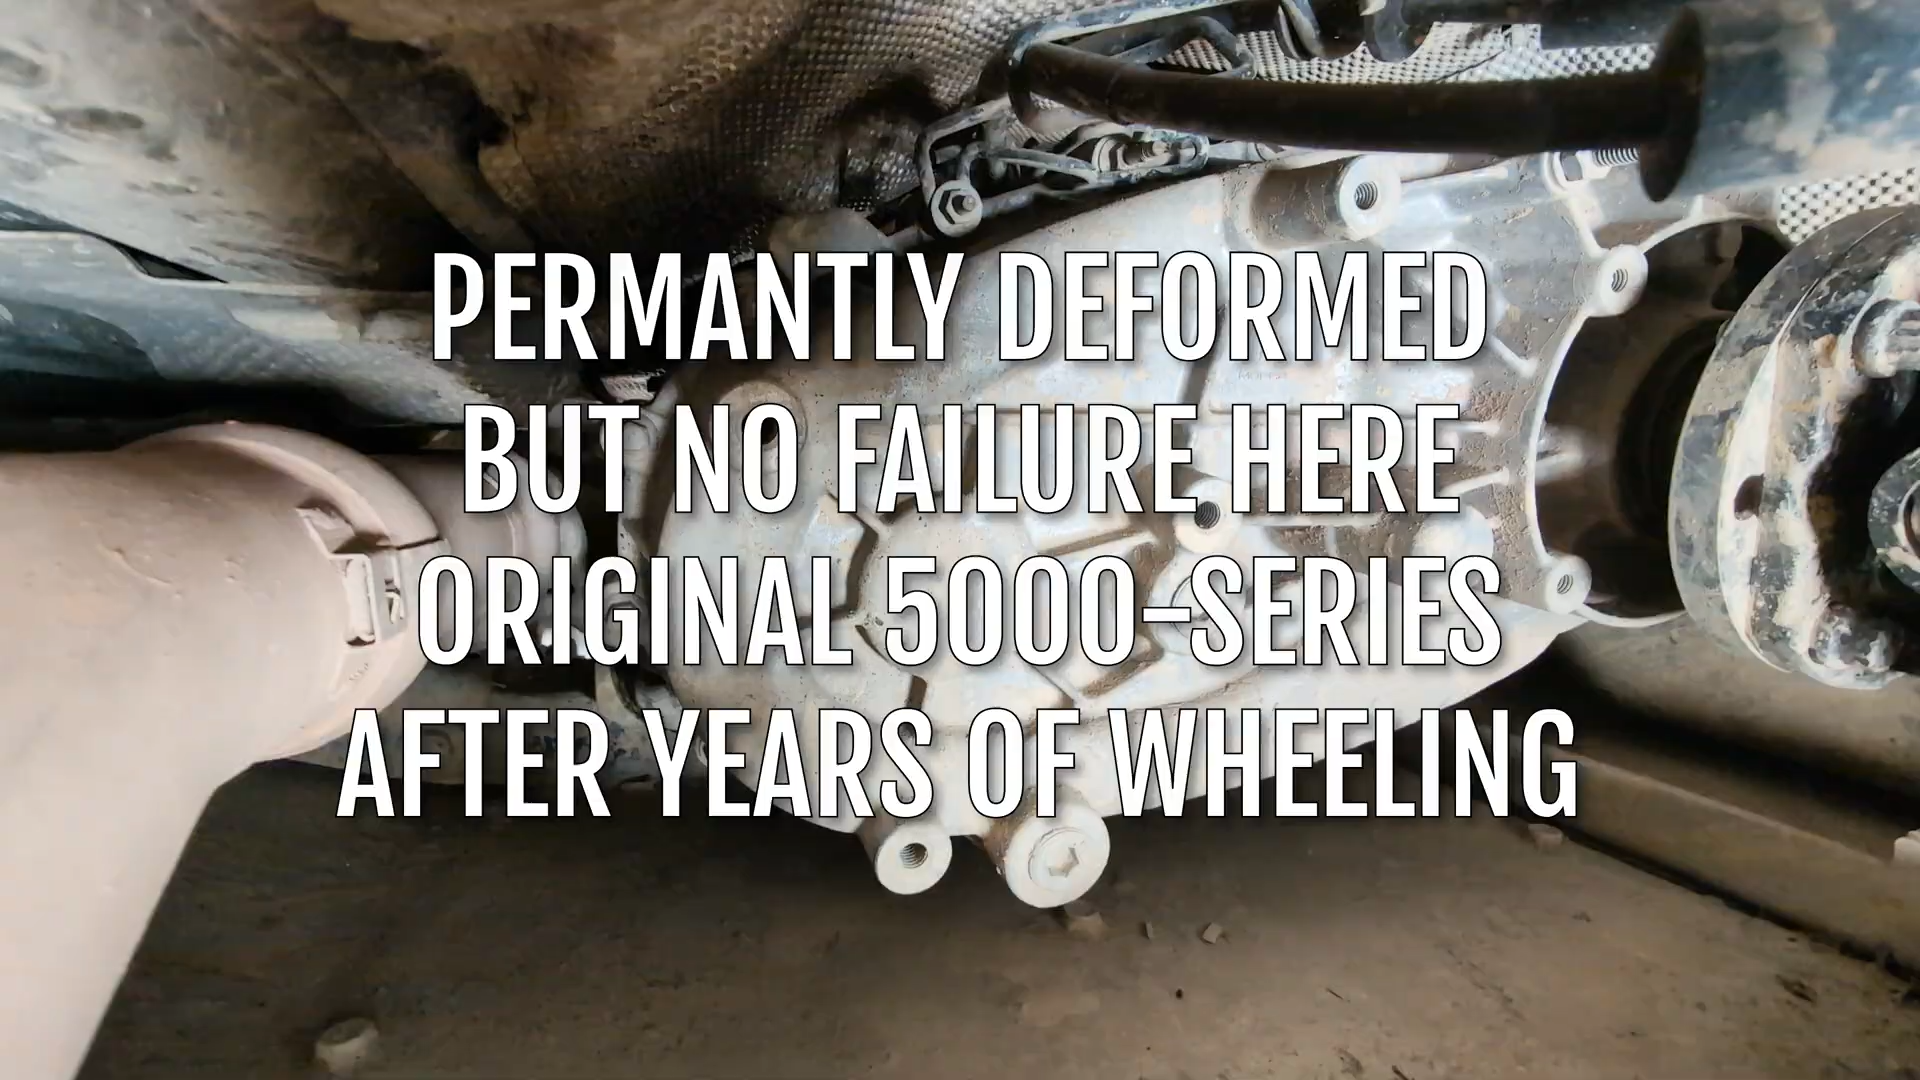 PERMANTLY DEFORMED
BUT NO FAILURE HERE
ORIGINAL 5000-SERIES
AFTER YEARS OF WHEELING